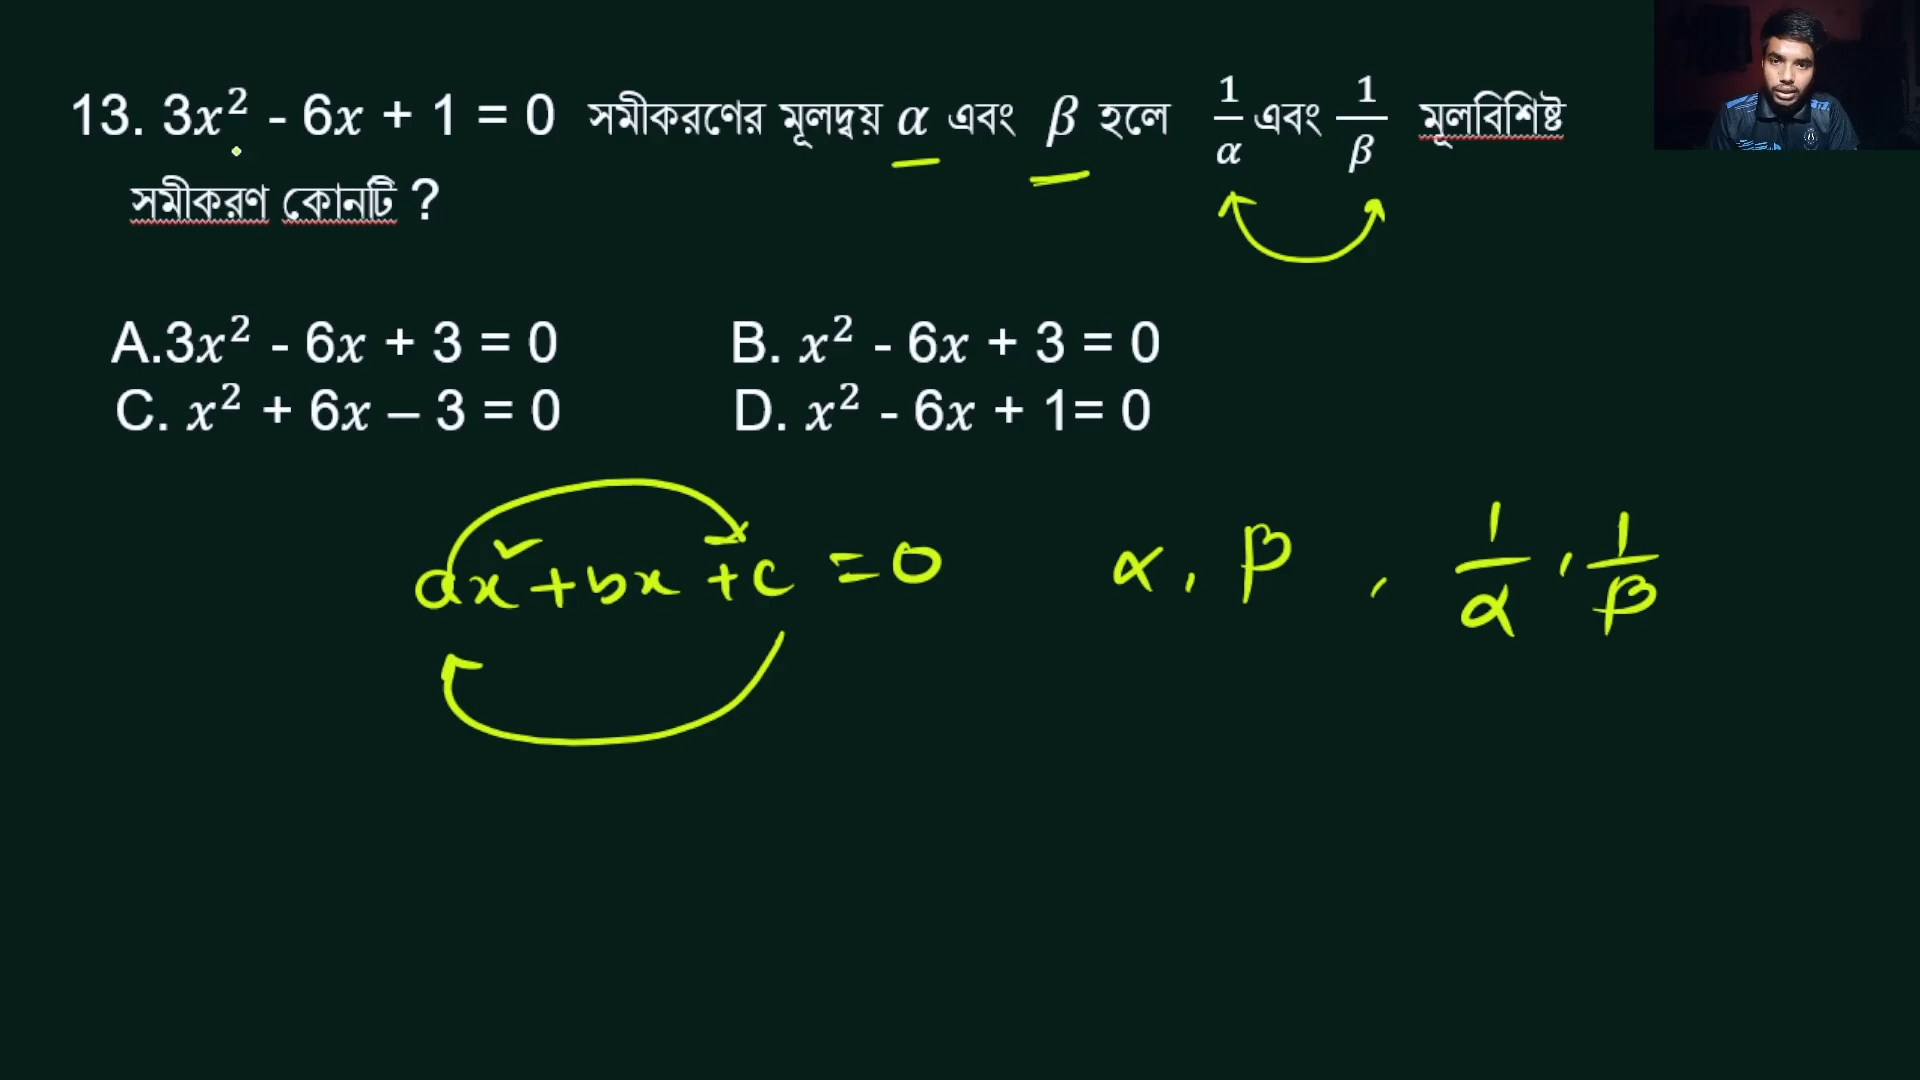 13. 3x² - 6x + 1 = 0 সমীকরণের মূলদ্বয় α এবং β হলে 1/α এবং 1/β মূলবিশিষ্ট
সমীকরণ কোনটি ?
A.3x² - 6x + 3 = 0 B. x² - 6x + 3 = 0
C. x² + 6x – 3 = 0 D. x² - 6x + 1= 0
ax² + bx + c = 0 α, β, 1/α, 1/β